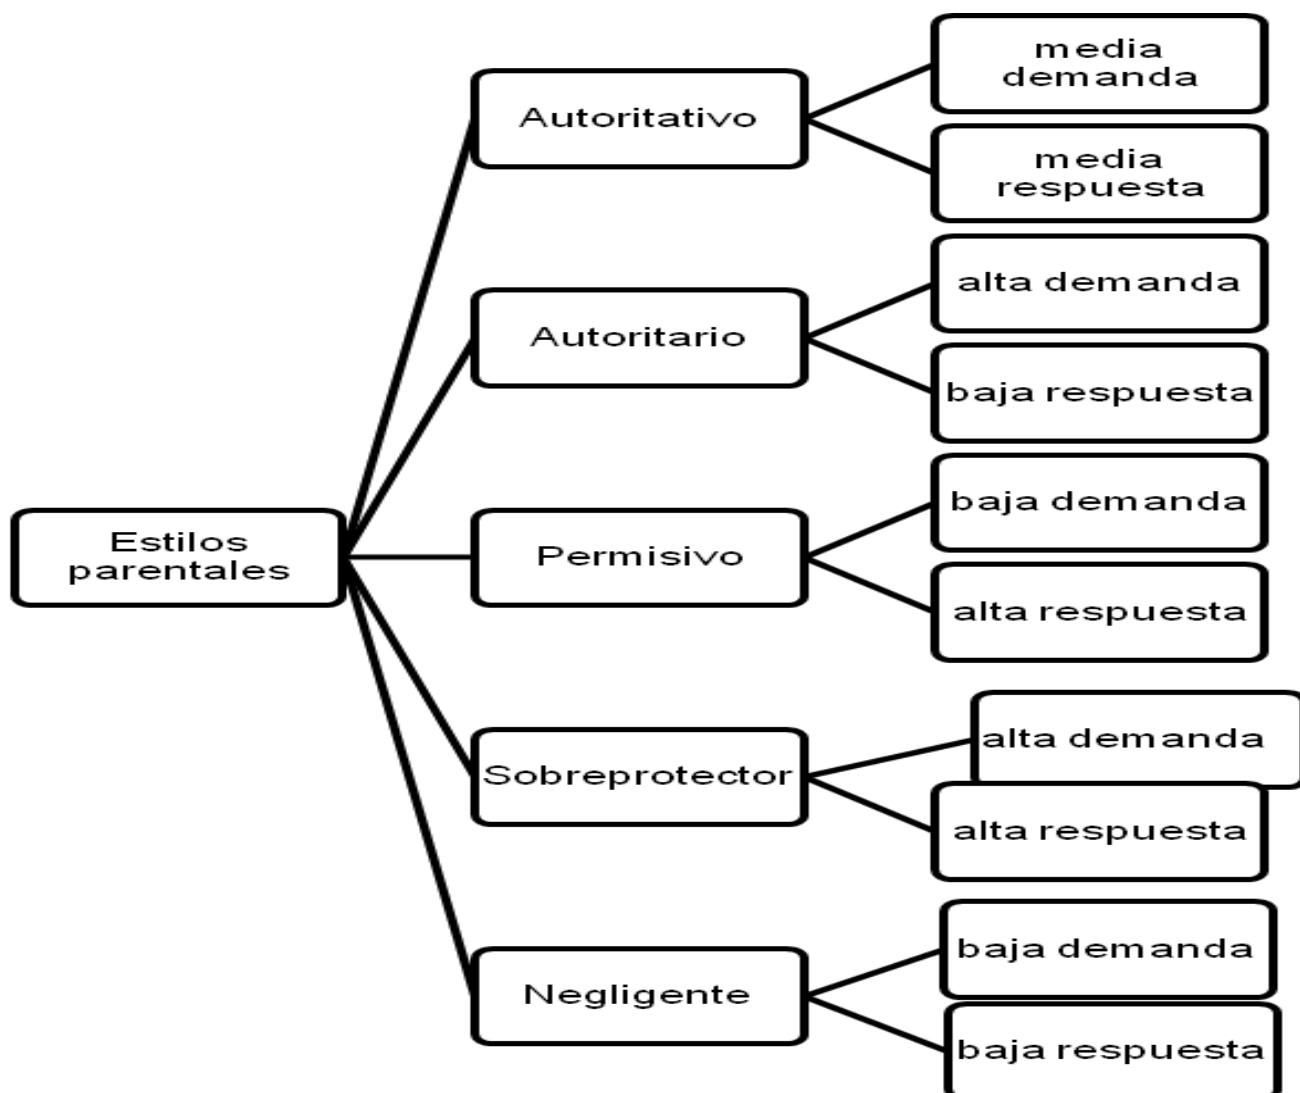 Estilos
parentales
Autoritativo
media
demanda
media
respuesta
Autoritario
alta demanda
baja respuesta
Permisivo
baja demanda
alta respuesta
Sobreprotector
alta demanda
alta respuesta
Negligente
baja demanda
baja respuesta